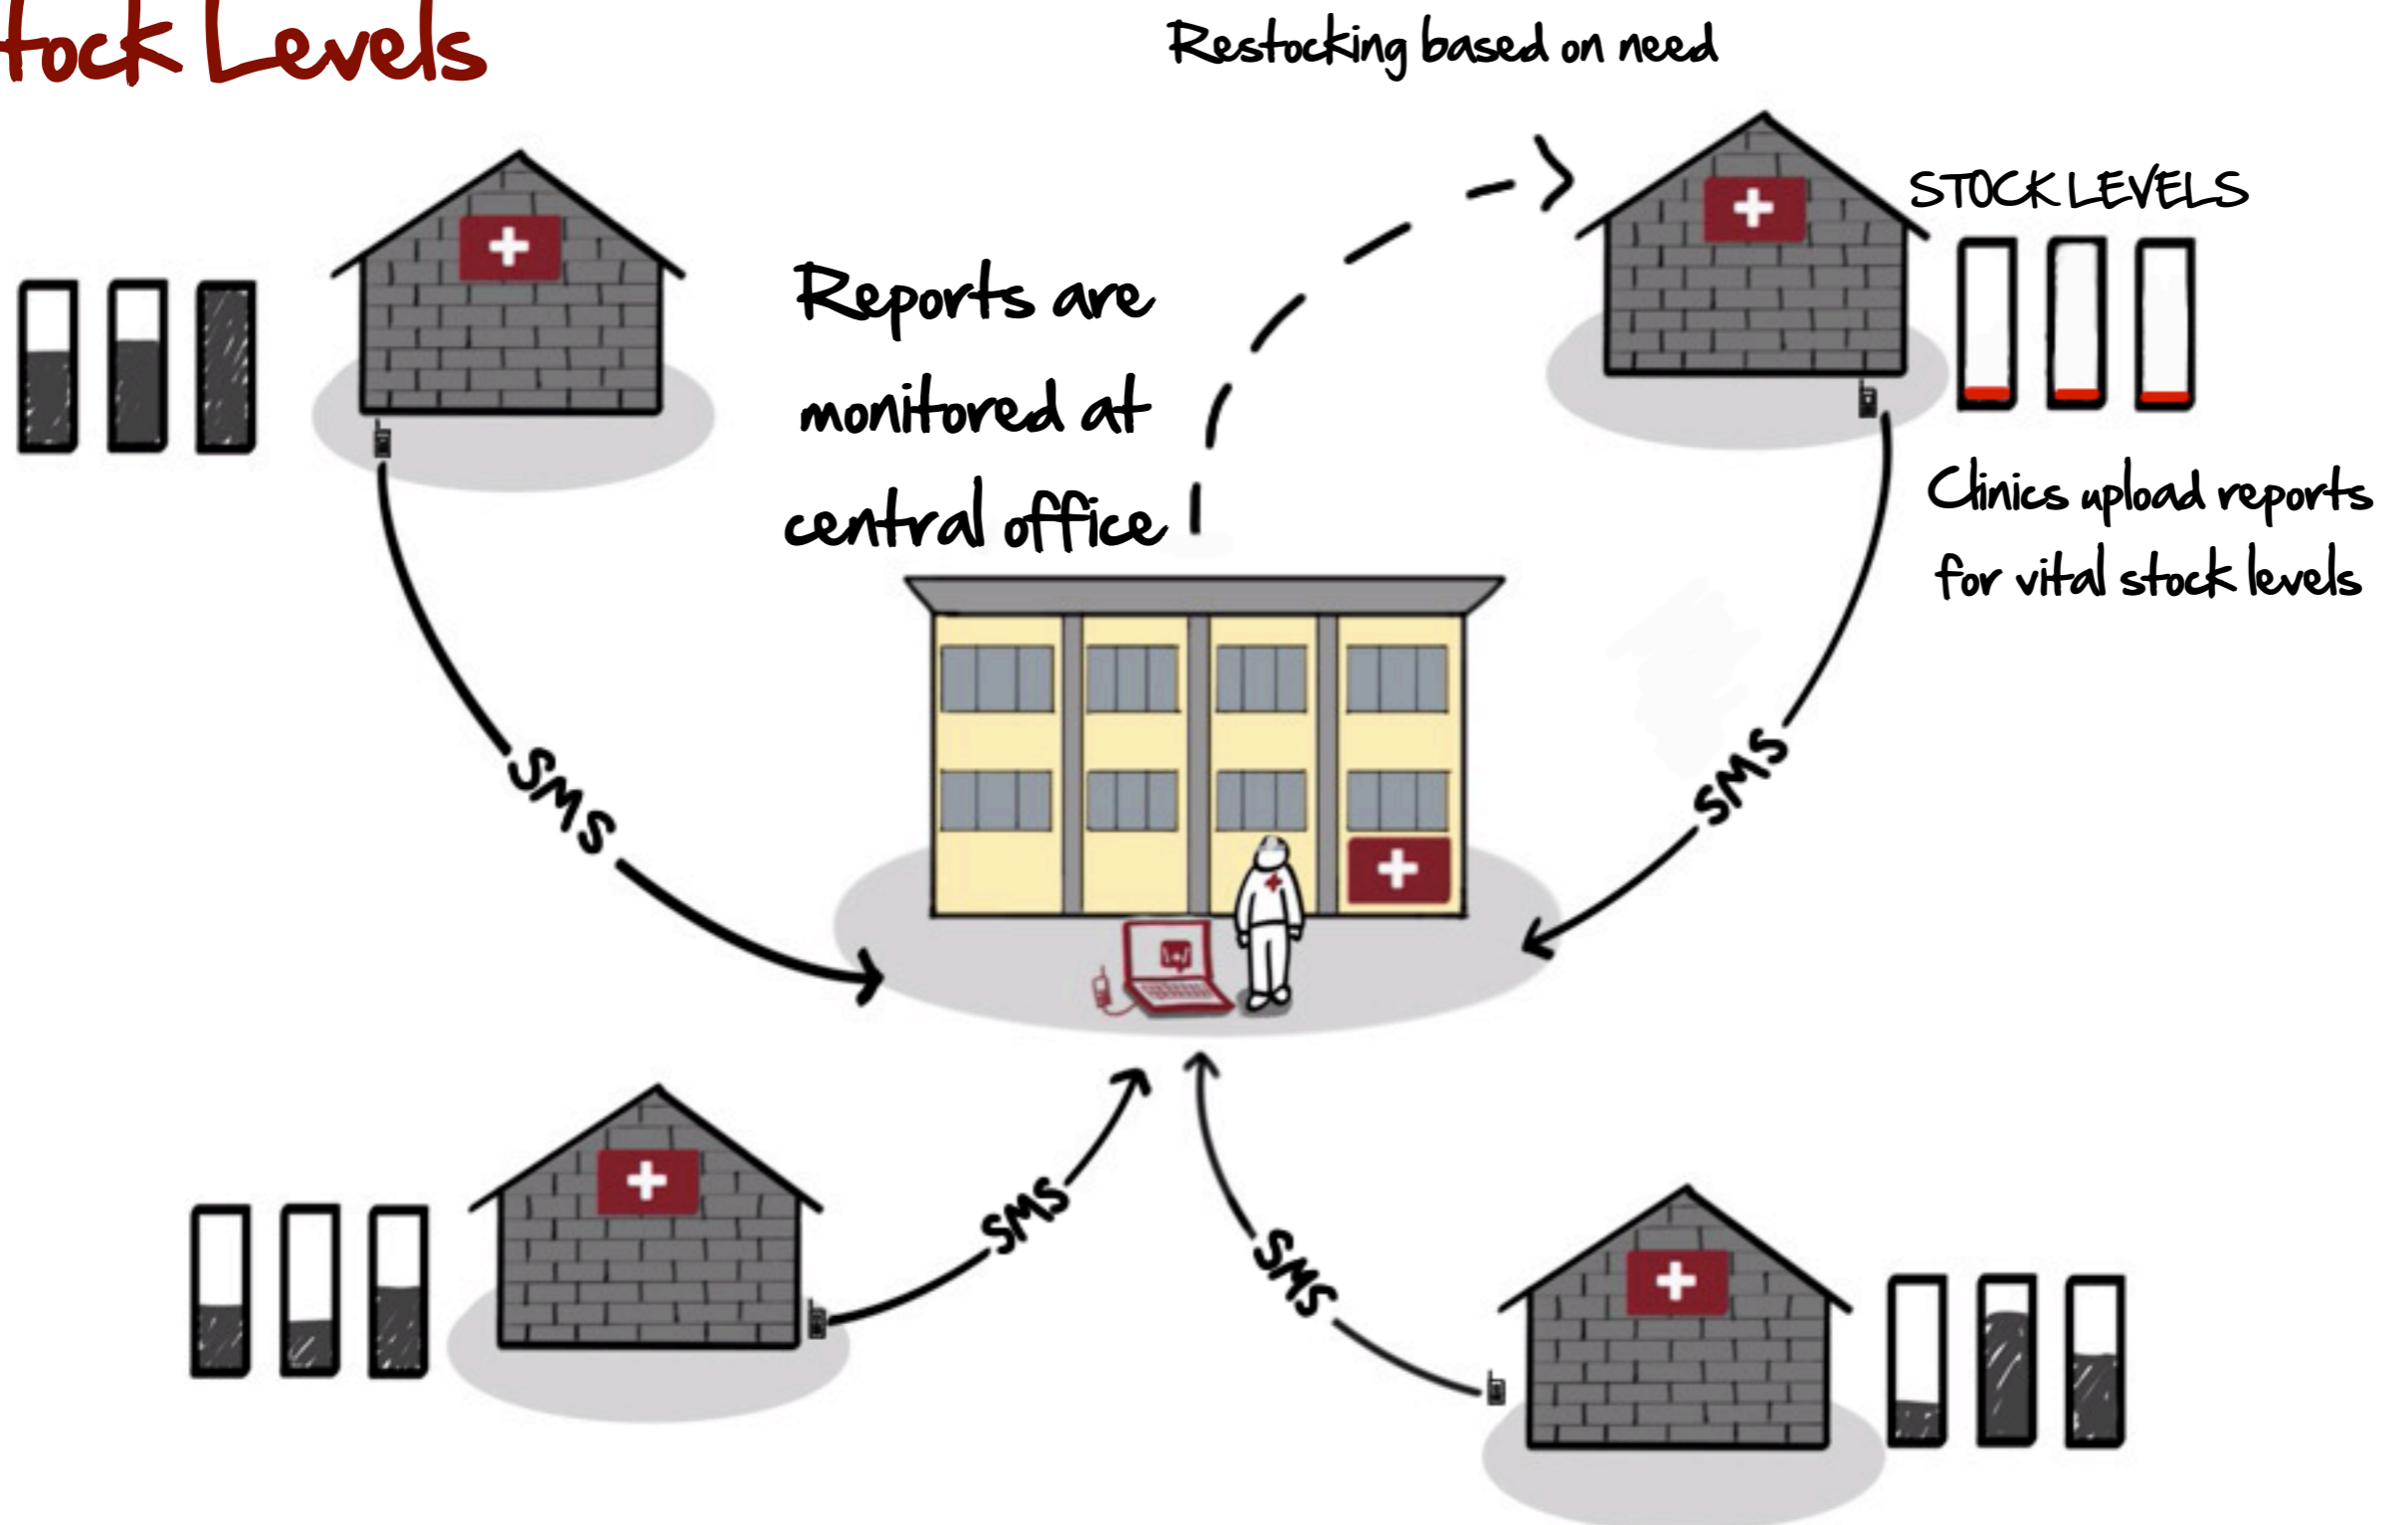 tock Levels
Restocking based on need
STOCK LEVELS
Reports are
monitored at
central office
Clinics upload reports
for vital stock levels
SMS
SMS
SMS
SMS